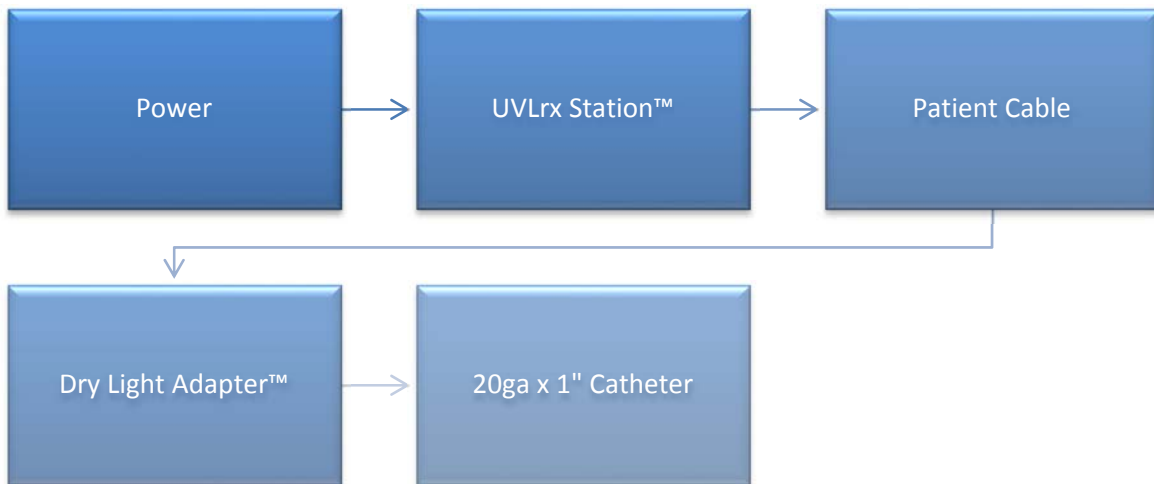 Power
UVLrx Station™
Patient Cable
Dry Light Adapter™
20ga x 1" Catheter